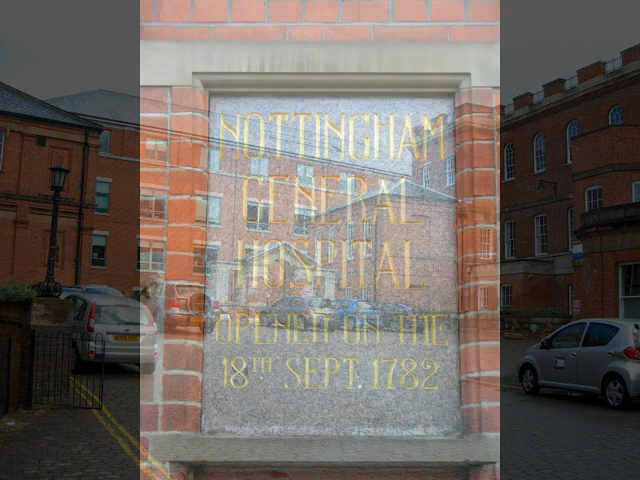 NOTTINGHAM
GENERAL
HOSPITAL
OPENED ON THE
18TH SEPT. 1782